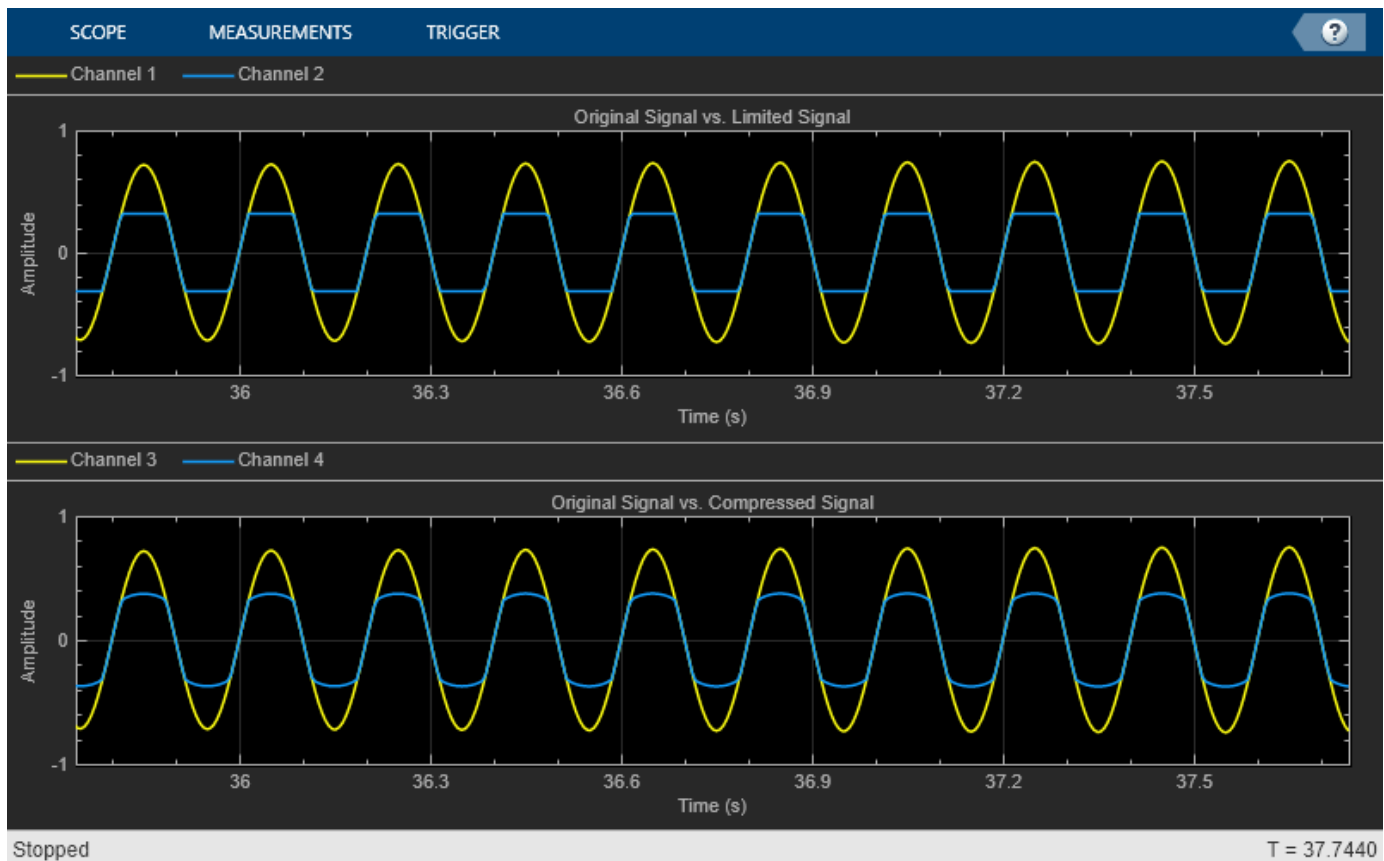 SCOPE MEASUREMENTS TRIGGER ?
Channel 1 Channel 2
Original Signal vs. Limited Signal
Amplitude
1
0
-1
36 36.3 36.6 36.9 37.2 37.5
Time (s)
Channel 3 Channel 4
Original Signal vs. Compressed Signal
Amplitude
1
0
-1
36 36.3 36.6 36.9 37.2 37.5
Time (s)
Stopped T = 37.7440